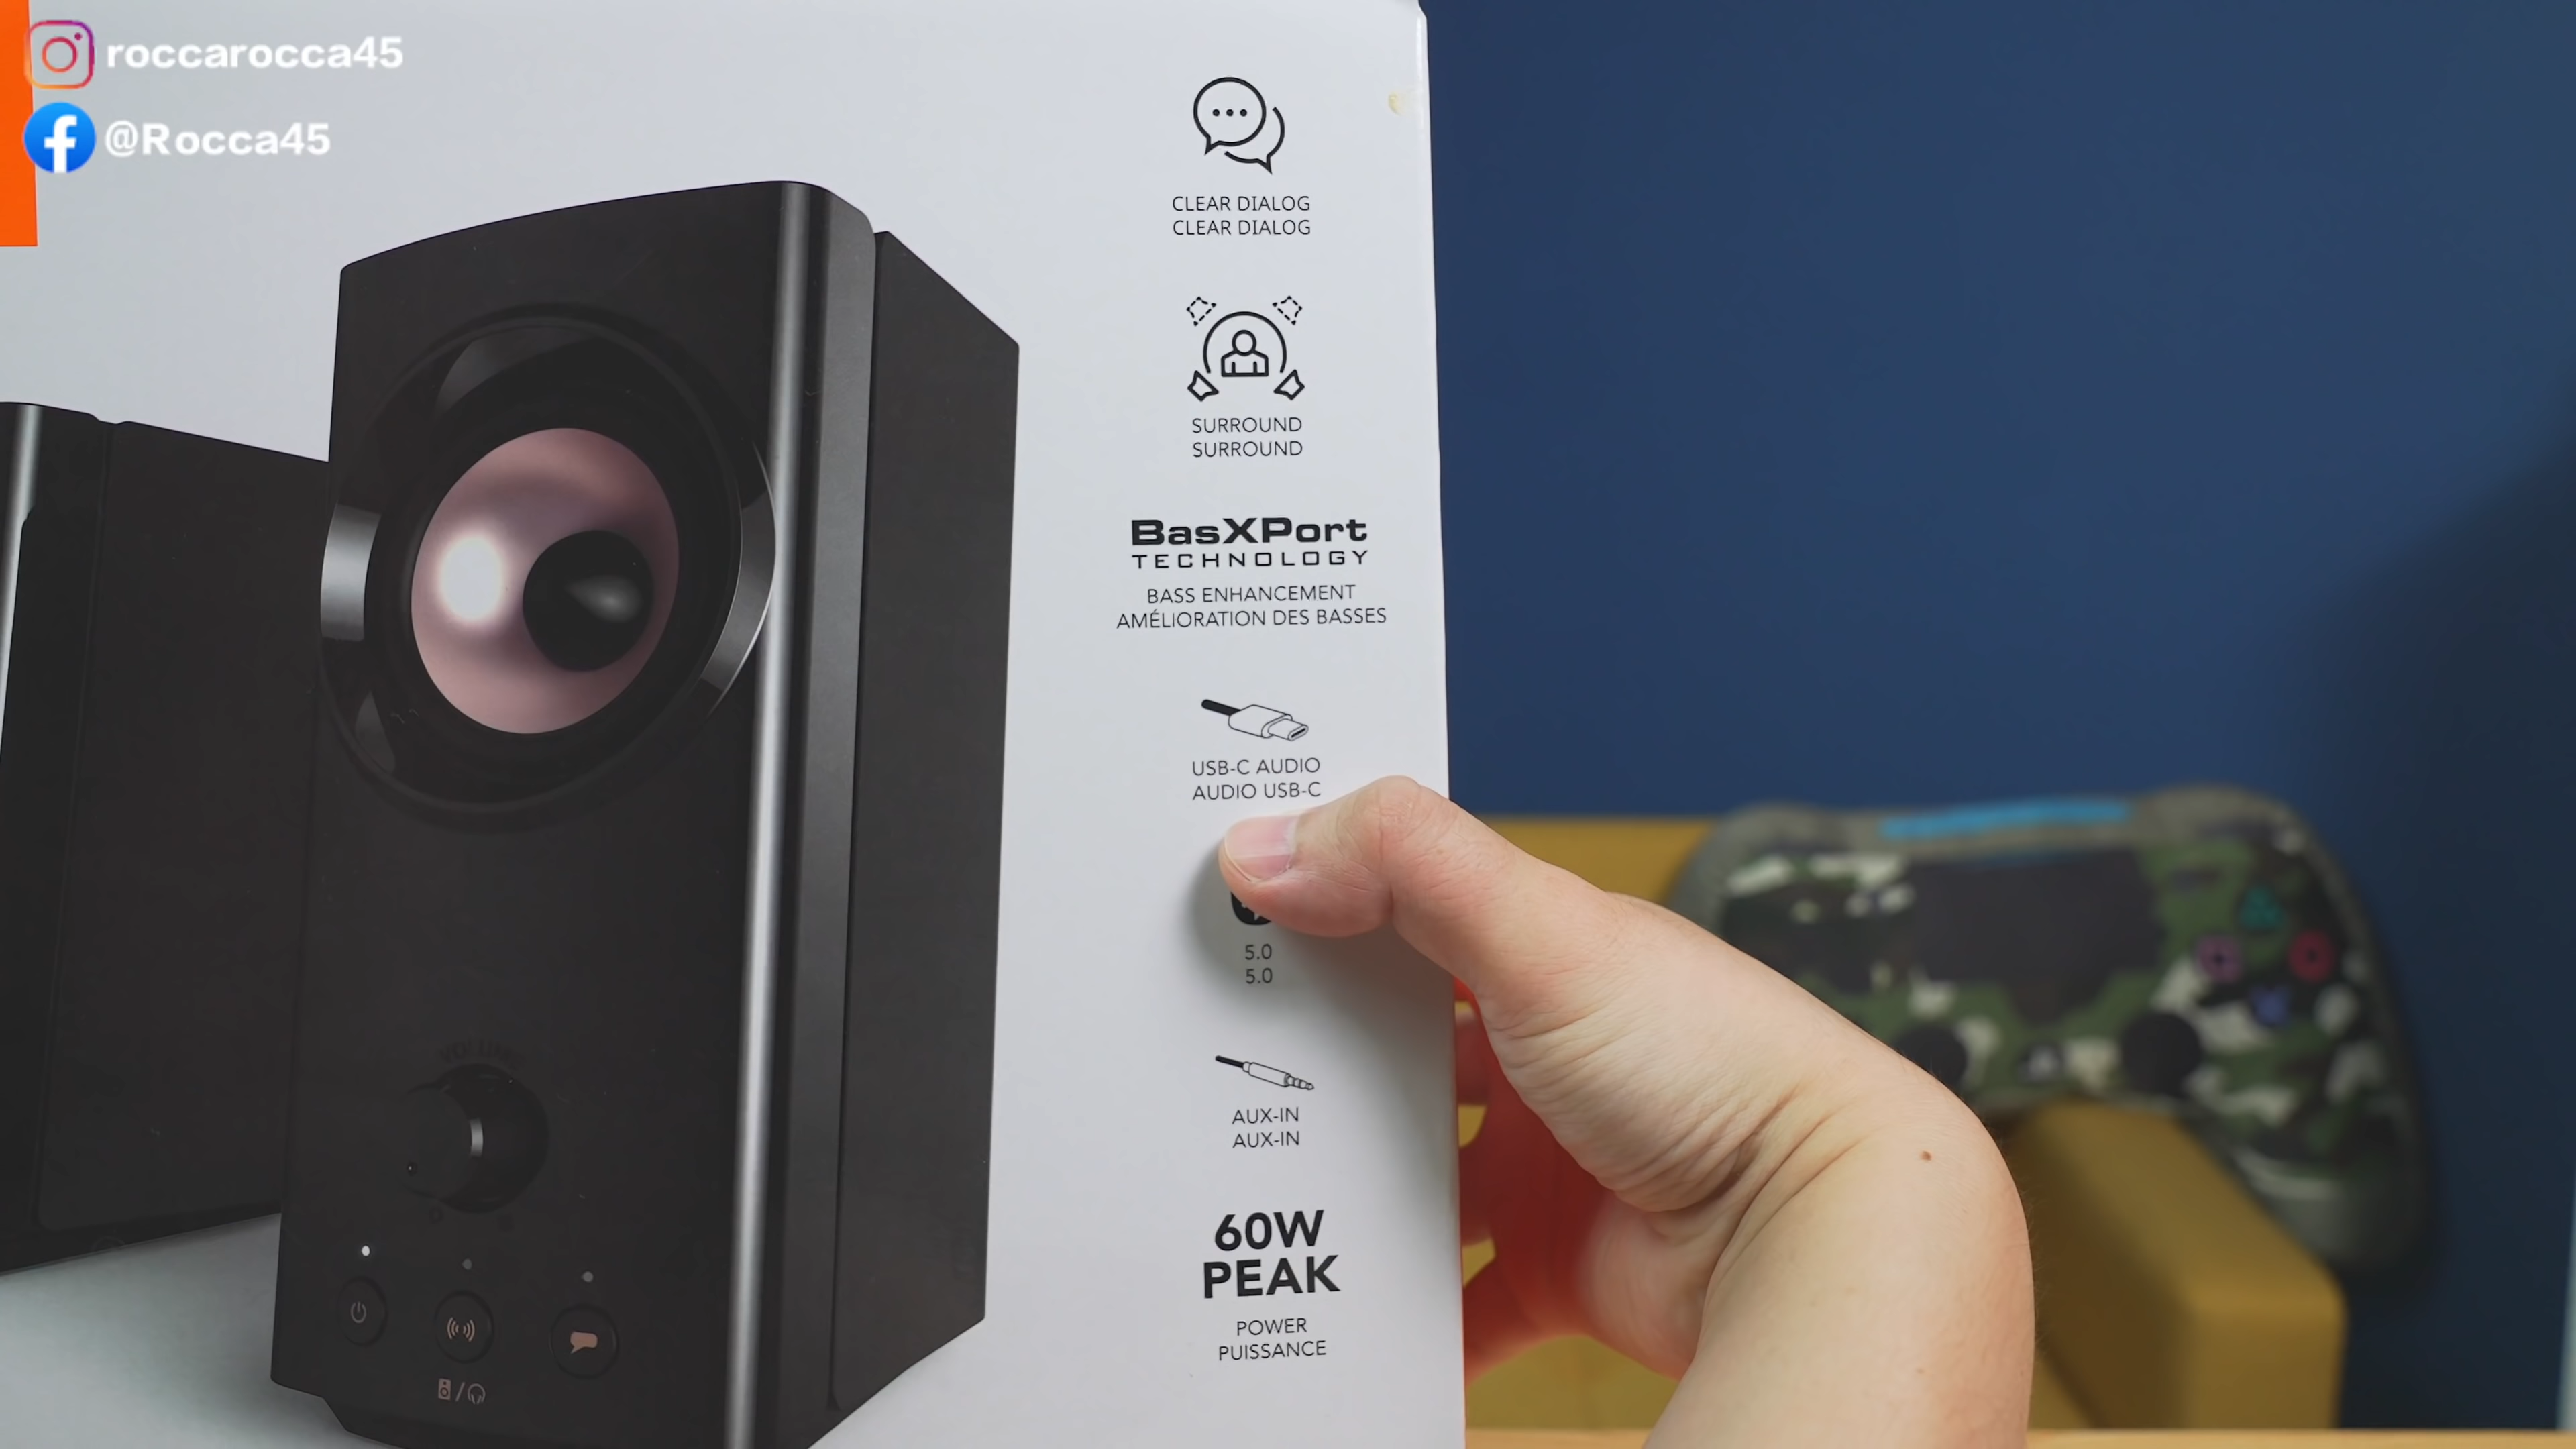 roccarocca45
@Rocca45
CLEAR DIALOG
CLEAR DIALOG
SURROUND
SURROUND
BasXPort
TECHNOLOGY
BASS ENHANCEMENT
AMÉLIORATION DES BASSES
USB-C AUDIO
AUDIO USB-C
5.0
5.0
AUX-IN
AUX-IN
60W
PEAK
POWER
PUISSANCE
VOLUME